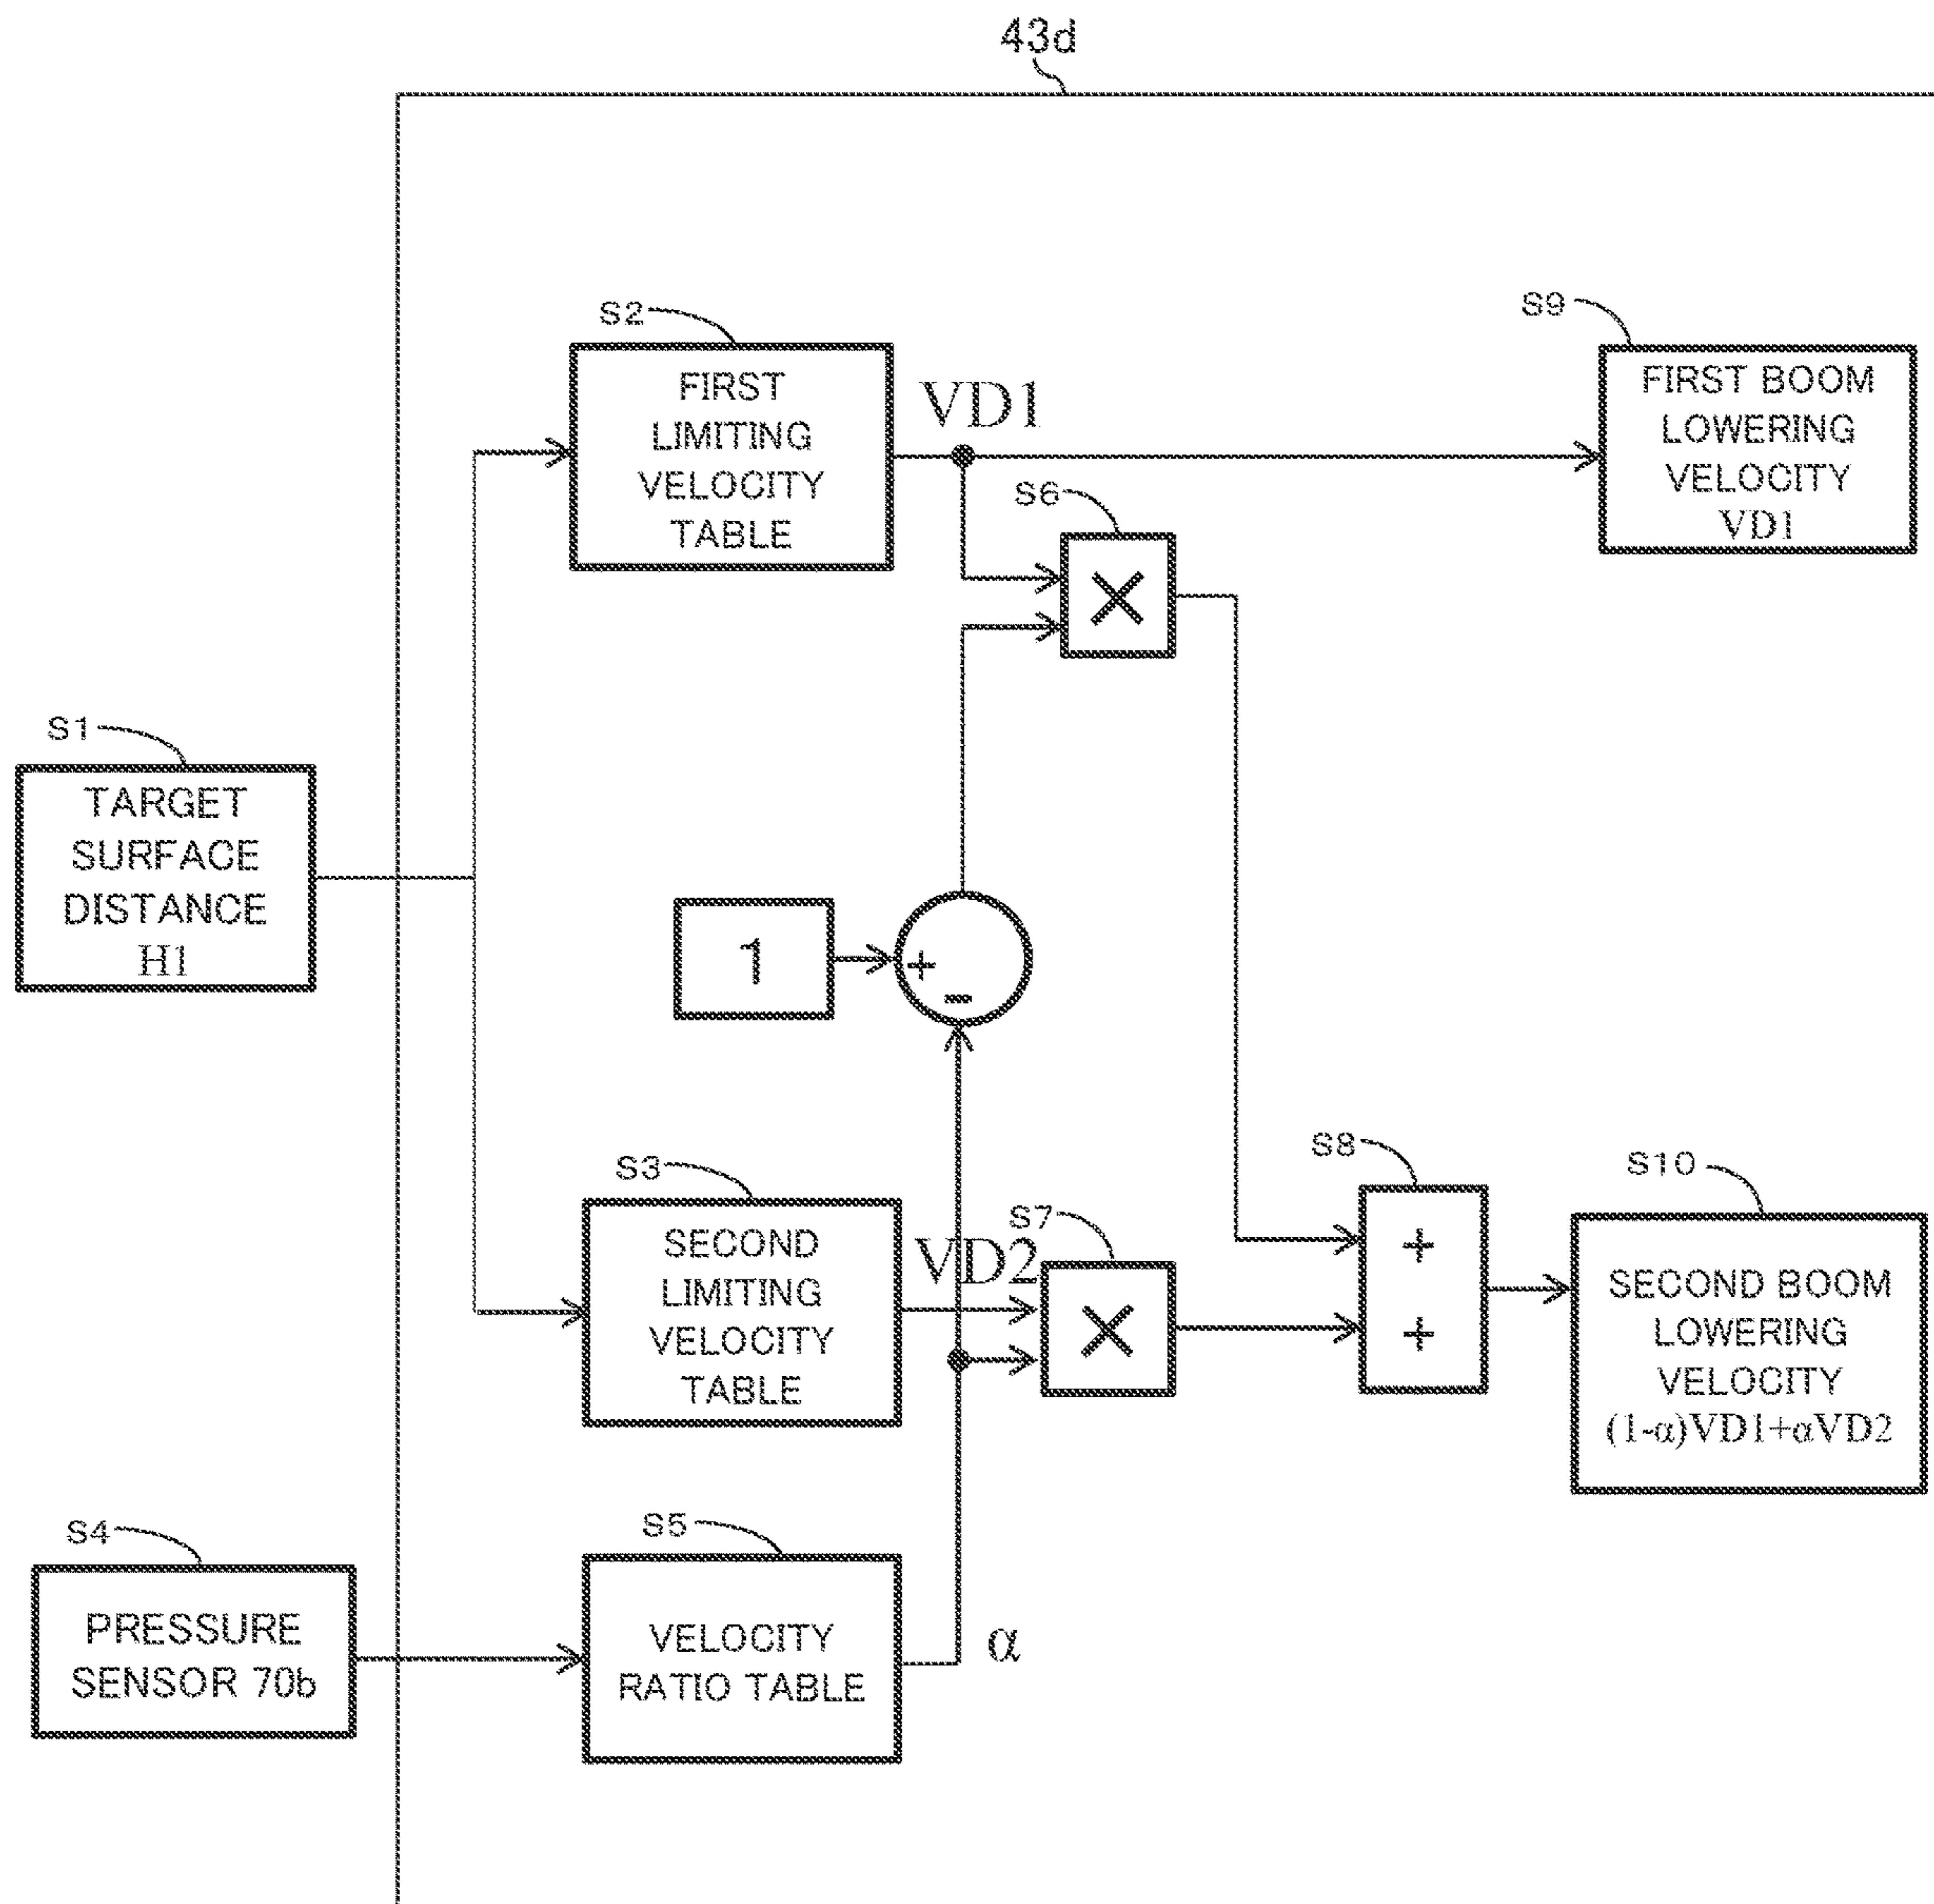 43d
S2
FIRST
LIMITING
VELOCITY
TABLE
VD1
S9
FIRST BOOM
LOWERING
VELOCITY
VD1
S6
×
S1
TARGET
SURFACE
DISTANCE
H1
1
+
-
S3
SECOND
LIMITING
VELOCITY
TABLE
VD2
S7
×
S8
+
+
S10
SECOND BOOM
LOWERING
VELOCITY
(1-α)VD1+αVD2
S4
PRESSURE
SENSOR 70b
S5
VELOCITY
RATIO TABLE
α